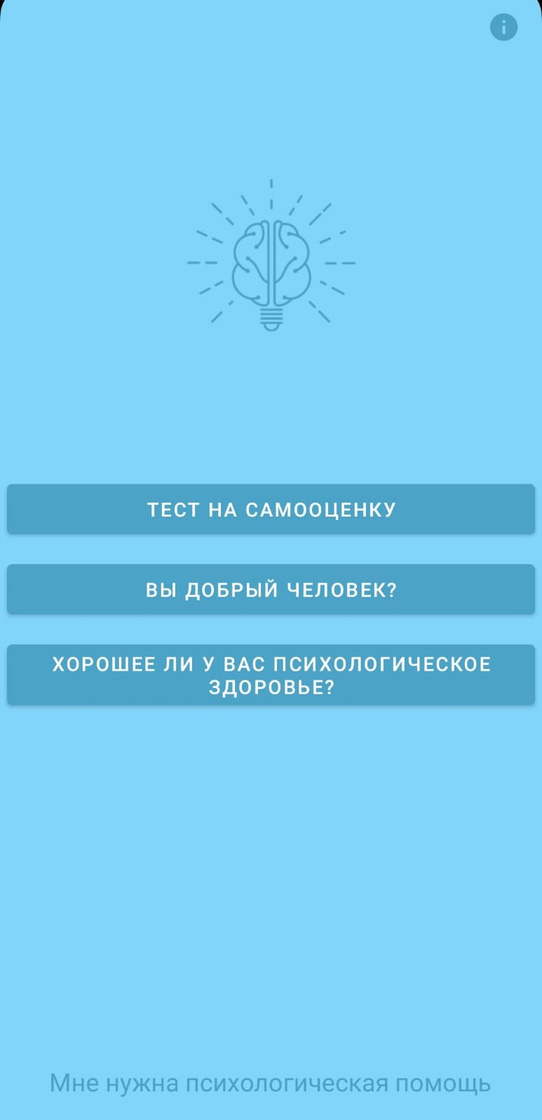 ТЕСТ НА САМООЦЕНКУ
ВЫ ДОБРЫЙ ЧЕЛОВЕК?
ХОРОШЕЕ ЛИ У ВАС ПСИХОЛОГИЧЕСКОЕ
ЗДОРОВЬЕ?
Мне нужна психологическая помощь